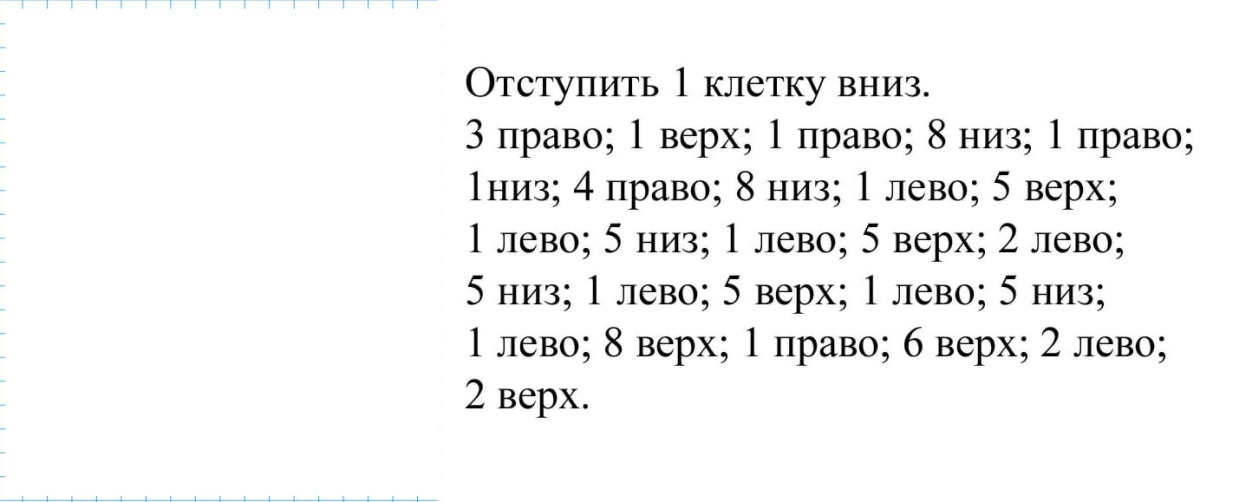 Отступить 1 клетку вниз.
3 право; 1 верх; 1 право; 8 низ; 1 право;
1низ; 4 право; 8 низ; 1 лево; 5 верх;
1 лево; 5 низ; 1 лево; 5 верх; 2 лево;
5 низ; 1 лево; 5 верх; 1 лево; 5 низ;
1 лево; 8 верх; 1 право; 6 верх; 2 лево;
2 верх.